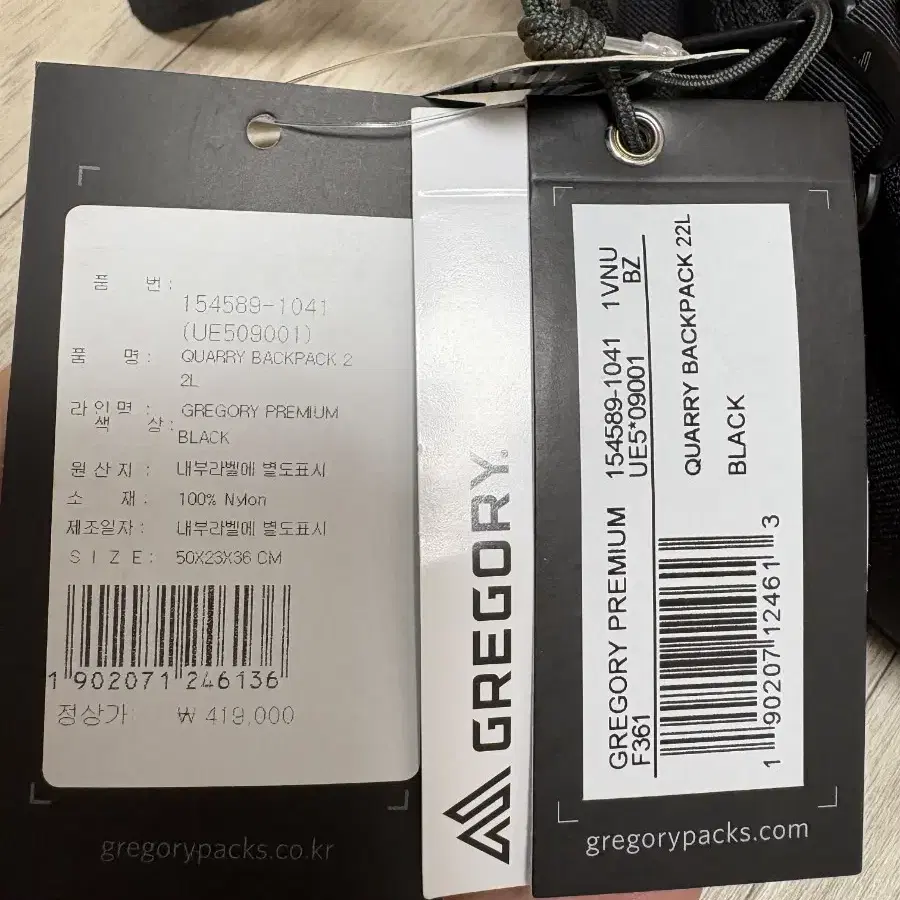 품 번 :
154589-1041
(UE509001)
품 명 : QUARRY BACKPACK 2
2L
라인명 : GREGORY PREMIUM
색 상 : BLACK
원산지 : 내부라벨에 별도표시
소 재 : 100% Nylon
제조일자 : 내부라벨에 별도표시
SIZE: 50X23X36 CM
1 902071 246136
정상가 ₩ 419,000
gregorypacks.co.kr
GREGORY.
GREGORY PREMIUM 154589-1041 1VNU
F361 UE5*09001 BZ
QUARRY BACKPACK 22L
BLACK
1 90207 12461 3
gregorypacks.com